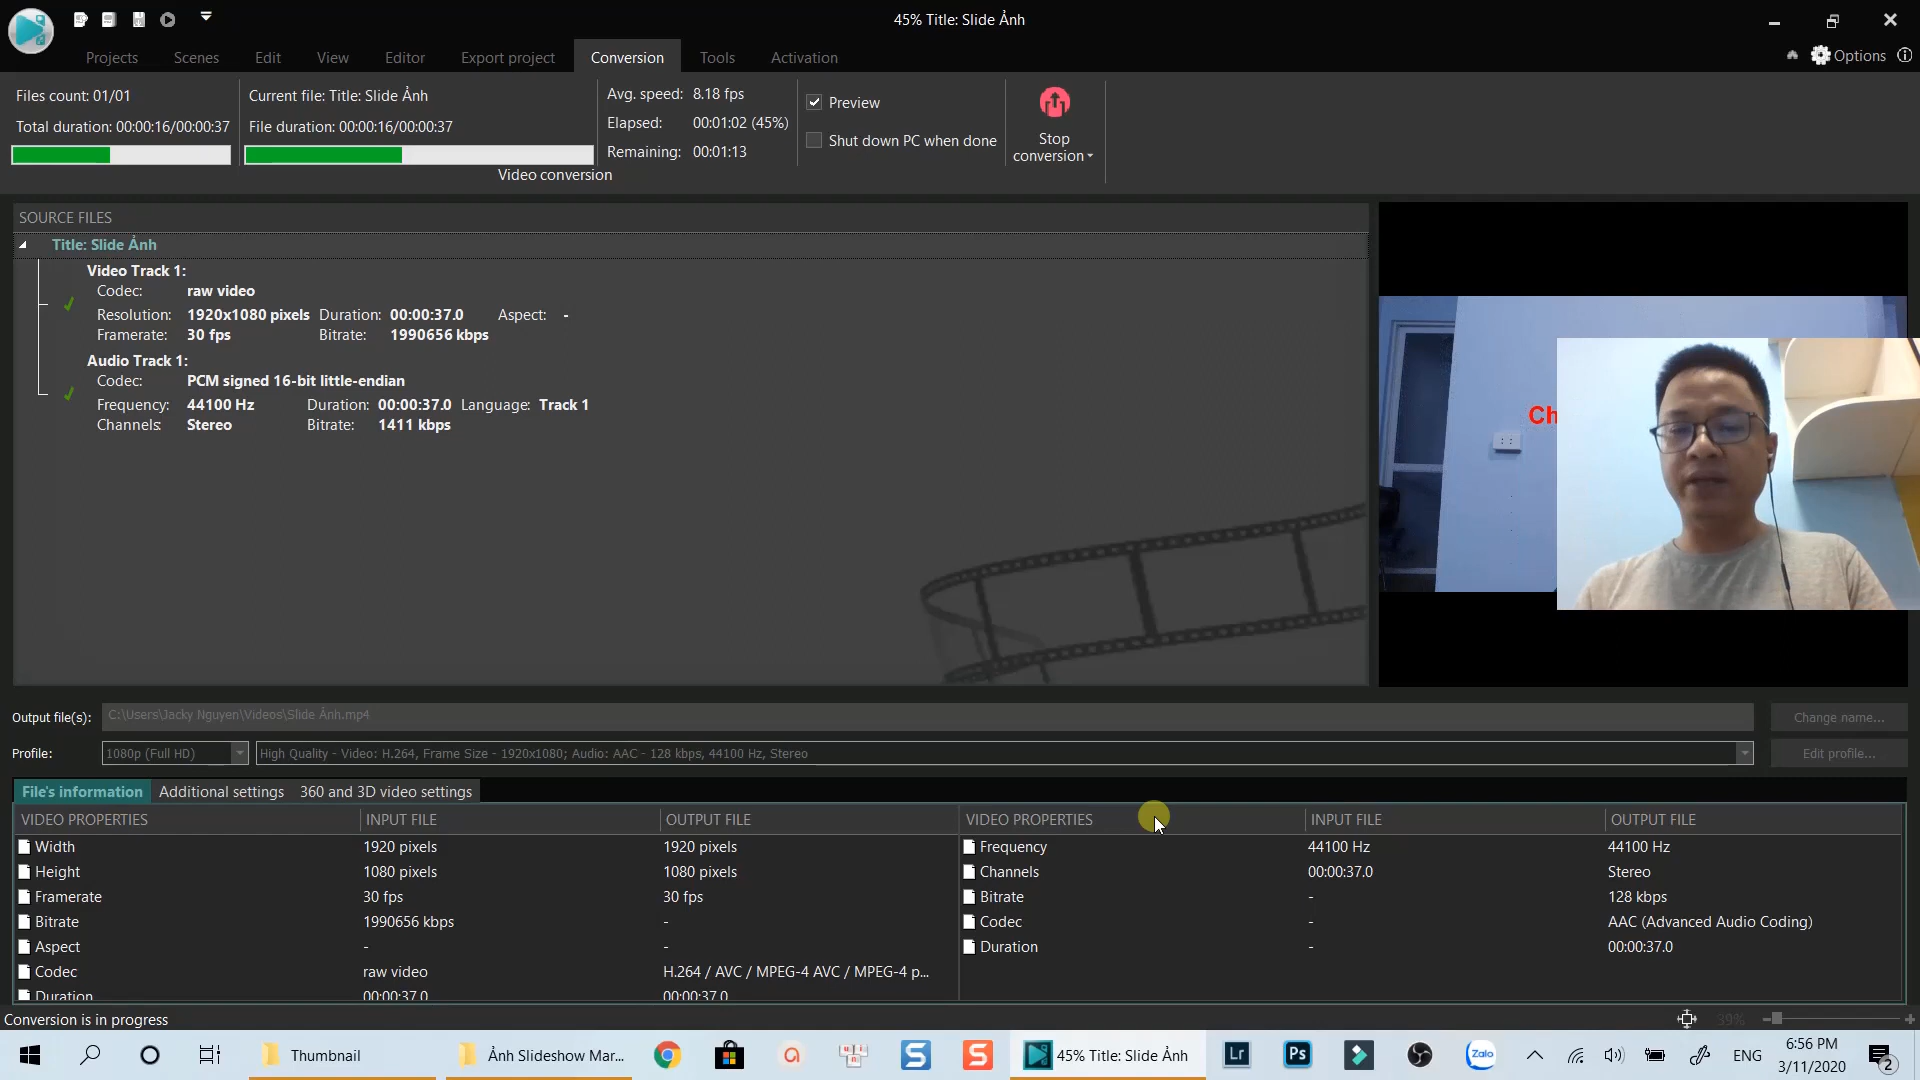 45% Title: Slide Ảnh
Projects Scenes Edit View Editor Export project Conversion Tools Activation Options
Files count: 01/01
Total duration: 00:00:16/00:00:37
Current file: Title: Slide Ảnh
File duration: 00:00:16/00:00:37
Avg. speed: 8.18 fps
Elapsed: 00:01:02 (45%)
Remaining: 00:01:13
Video conversion
Preview
Shut down PC when done
Stop
conversion
SOURCE FILES
Title: Slide Ảnh
Video Track 1:
Codec: raw video
Resolution: 1920x1080 pixels Duration: 00:00:37.0 Aspect: -
Framerate: 30 fps Bitrate: 1990656 kbps
Audio Track 1:
Codec: PCM signed 16-bit little-endian
Frequency: 44100 Hz Duration: 00:00:37.0 Language: Track 1
Channels: Stereo Bitrate: 1411 kbps
Ch
Output file(s): C:\Users\Jacky Nguyen\Videos\Slide Ảnh.mp4 Change name...
Profile: 1080p (Full HD) High Quality - Video: H.264, Frame Size - 1920x1080; Audio: AAC - 128 kbps, 44100 Hz, Stereo Edit profile...
File's information Additional settings 360 and 3D video settings
VIDEO PROPERTIES INPUT FILE OUTPUT FILE
Width 1920 pixels 1920 pixels
Height 1080 pixels 1080 pixels
Framerate 30 fps 30 fps
Bitrate 1990656 kbps -
Aspect - -
Codec raw video H.264 / AVC / MPEG-4 AVC / MPEG-4 p...
Duration 00:00:37.0 00:00:37.0
VIDEO PROPERTIES INPUT FILE OUTPUT FILE
Frequency 44100 Hz 44100 Hz
Channels 00:00:37.0 Stereo
Bitrate - 128 kbps
Codec - AAC (Advanced Audio Coding)
Duration - 00:00:37.0
Conversion is in progress
39%
Thumbnail Ảnh Slideshow Mar... S S 45% Title: Slide Ảnh Lr Ps Zalo ENG
6:56 PM
3/11/2020
2